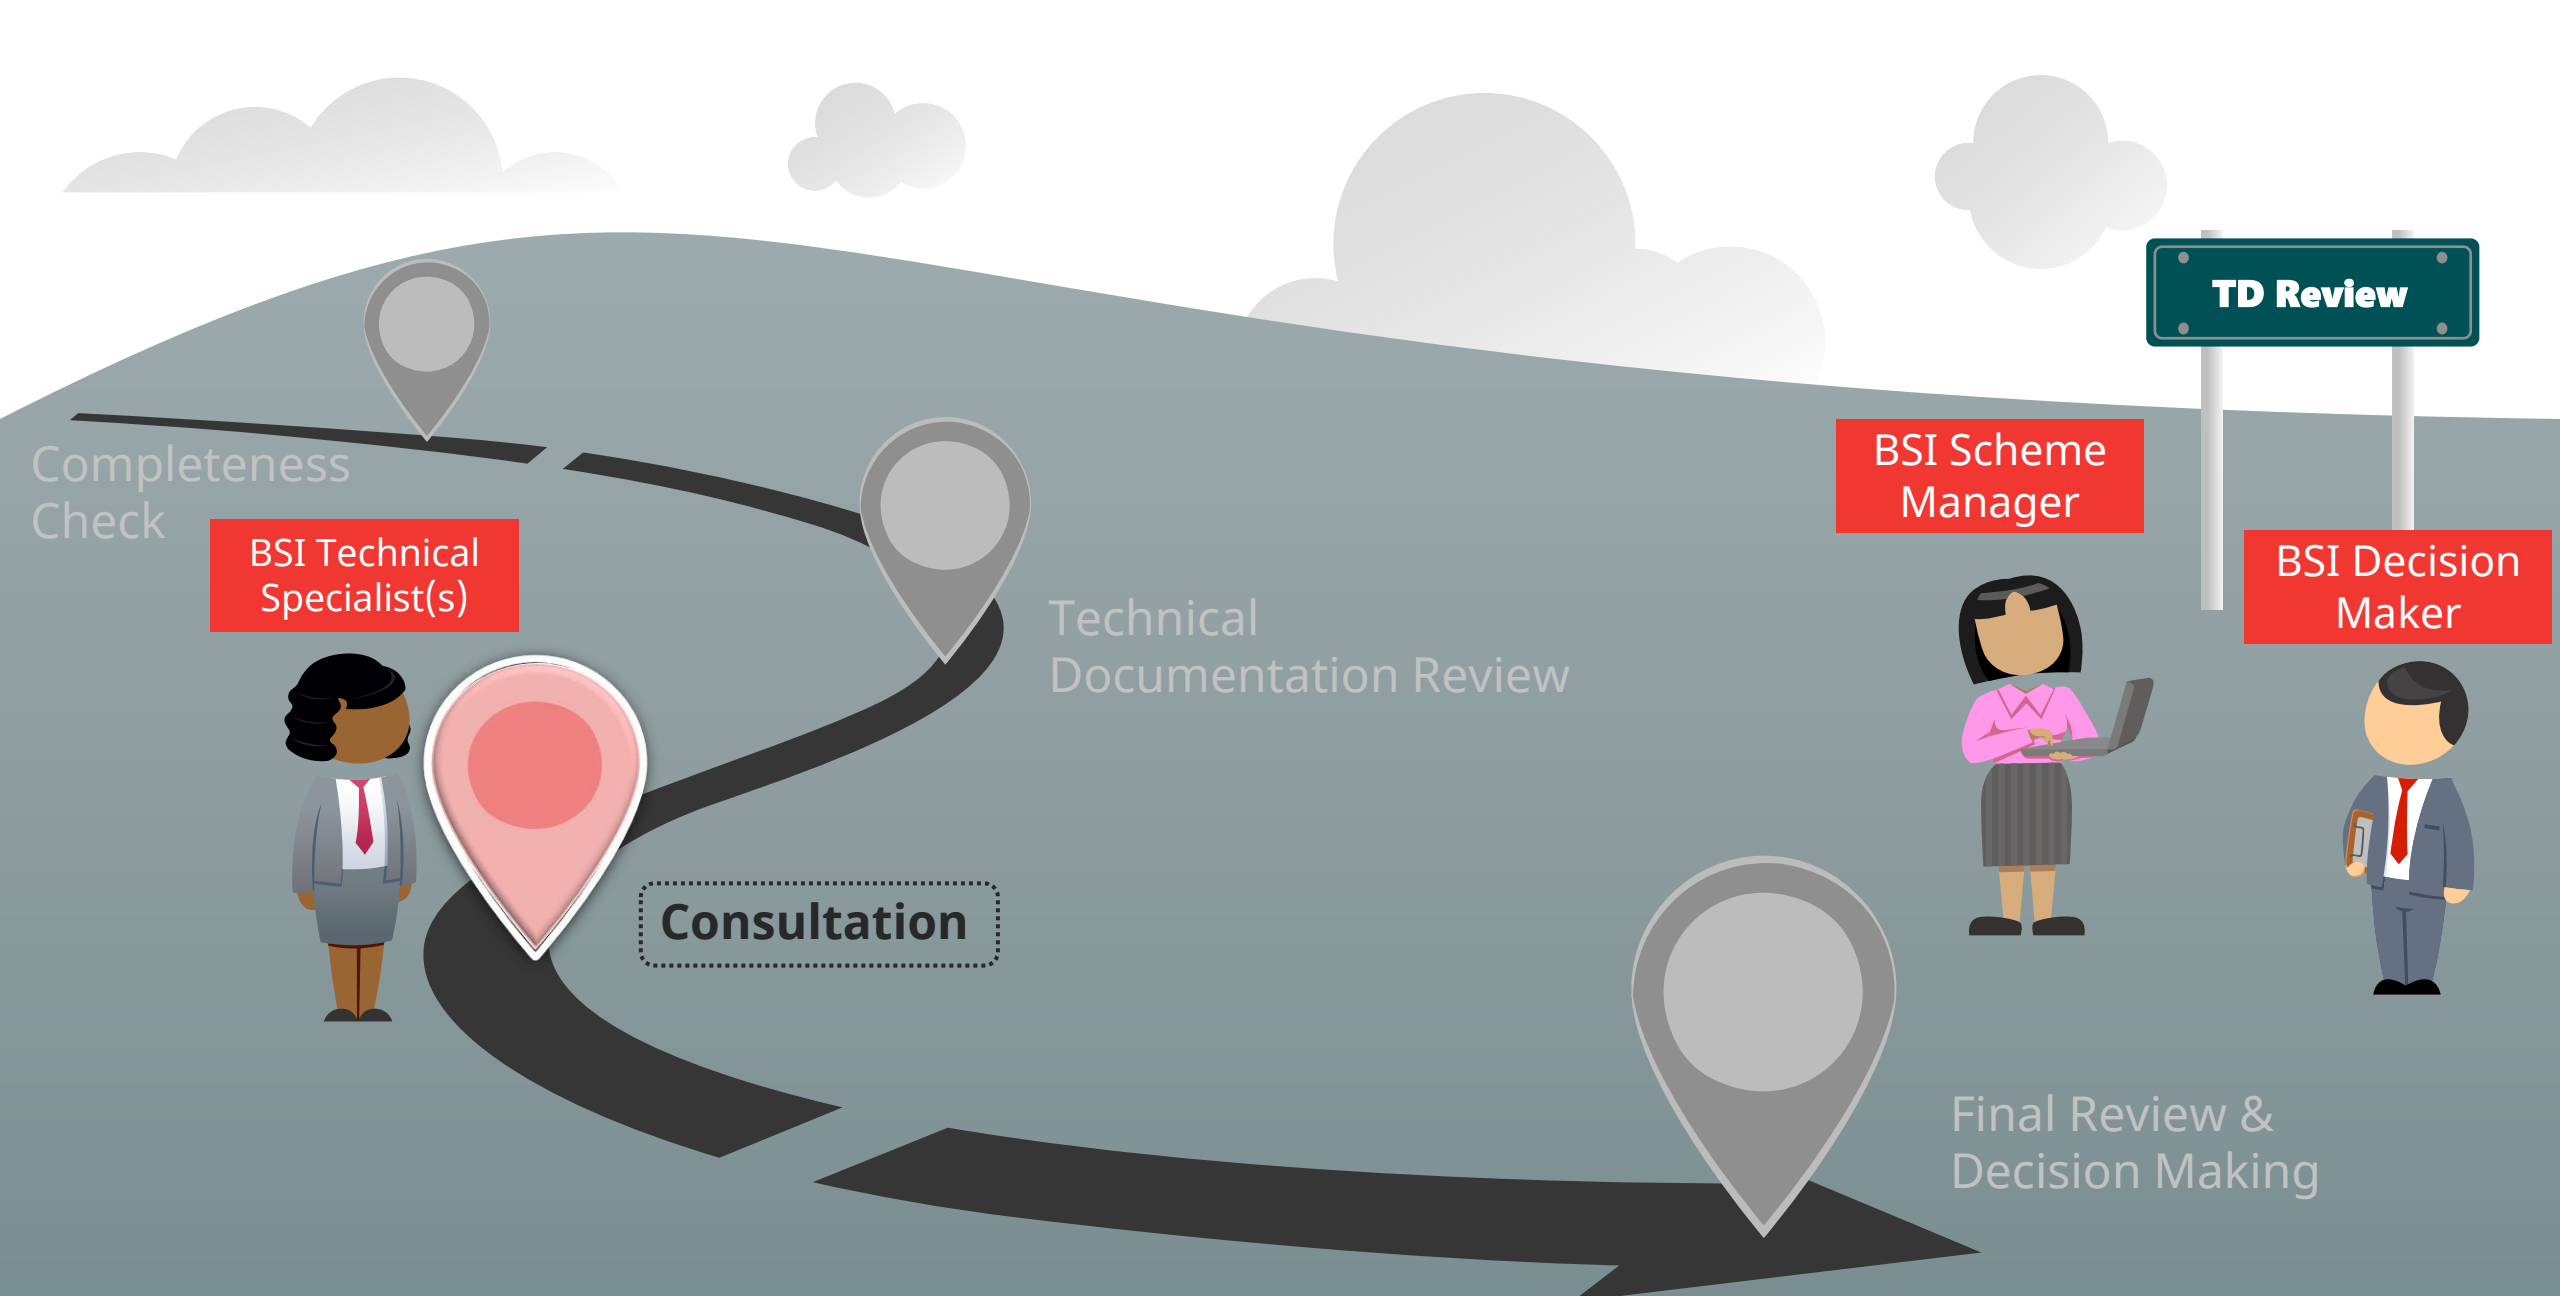 TD Review
Completeness
Check
BSI Technical
Specialist(s)
BSI Scheme
Manager
BSI Decision
Maker
Technical
Documentation Review
Consultation
Final Review &
Decision Making